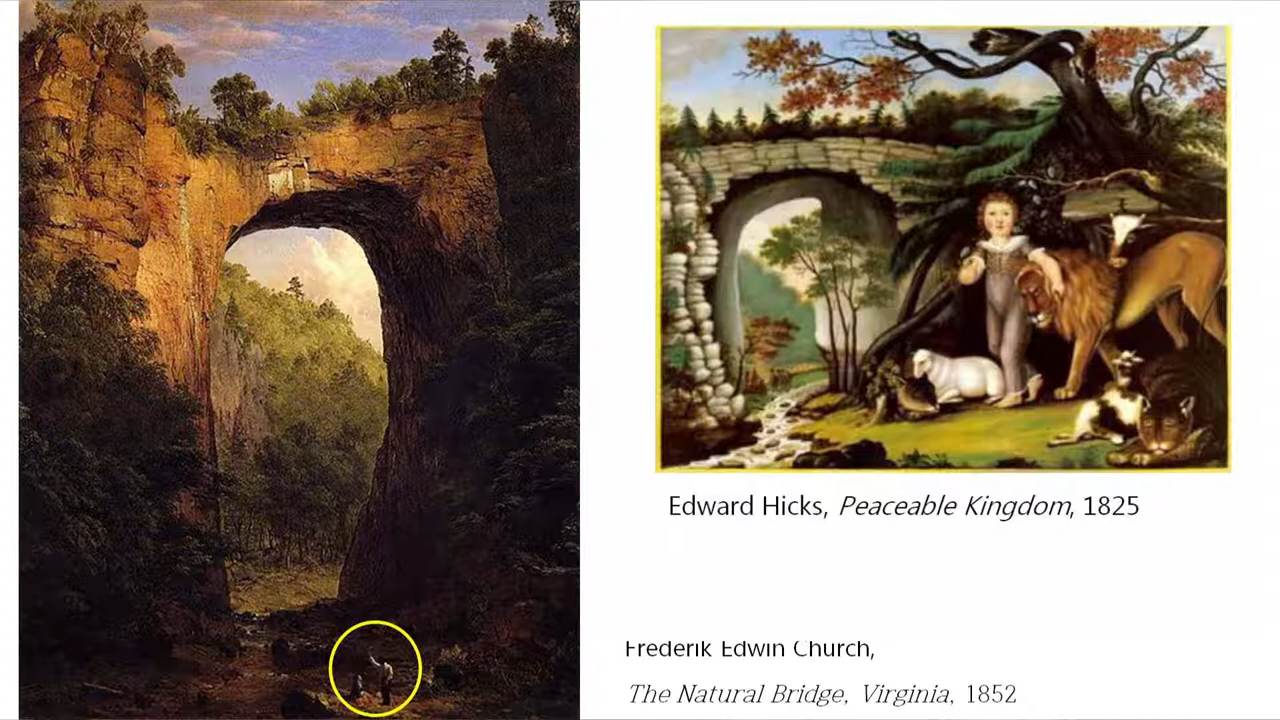 Edward Hicks, Peaceable Kingdom, 1825
Frederik Edwin Church,
The Natural Bridge, Virginia, 1852